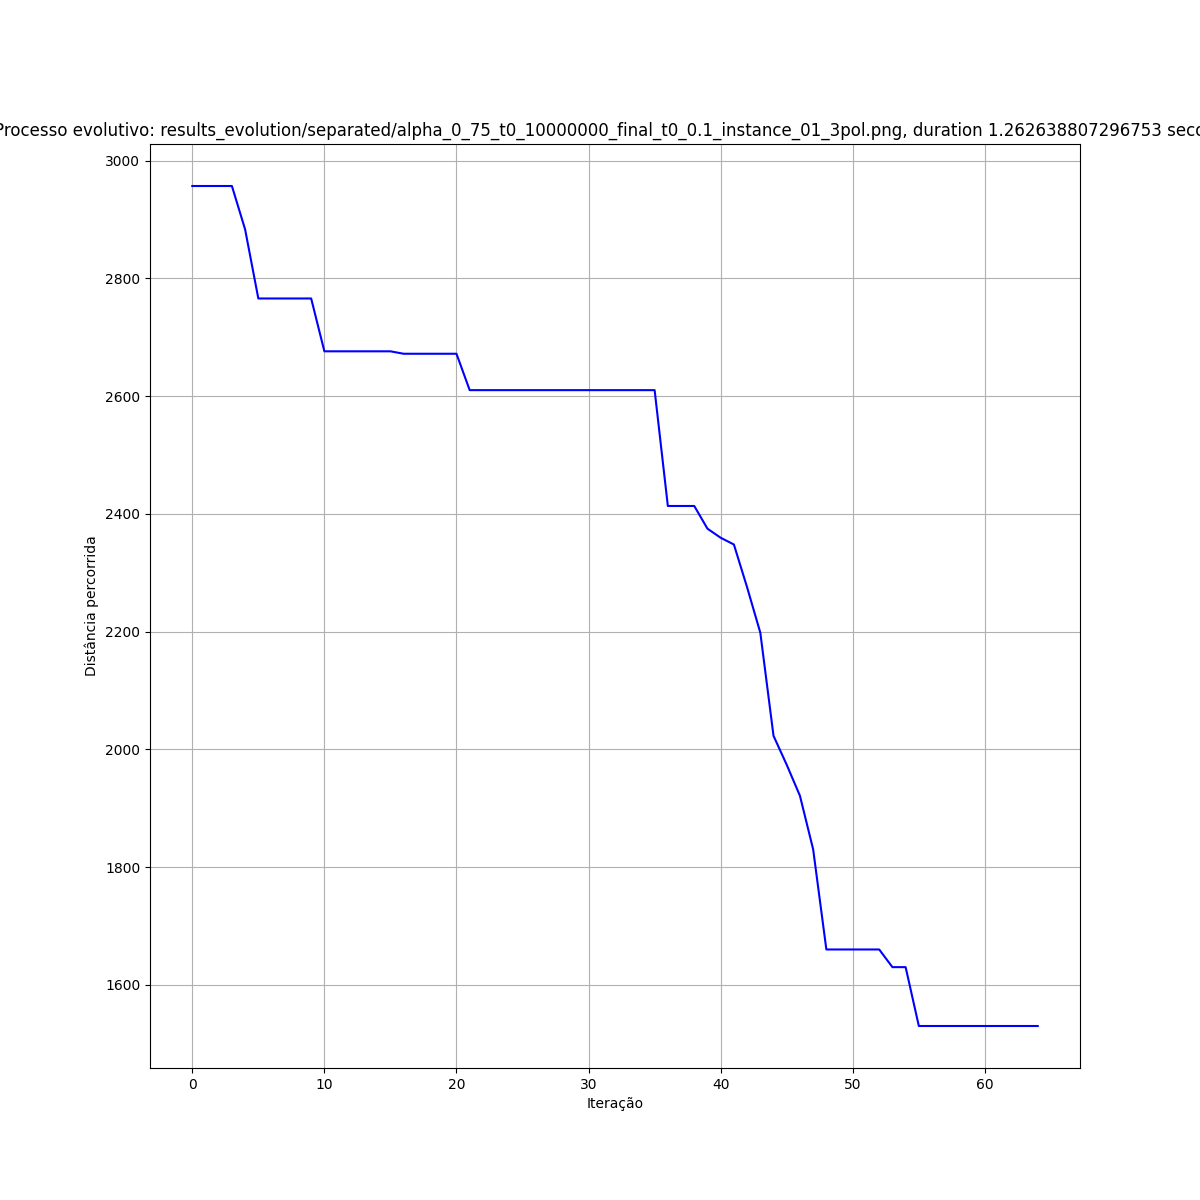 Processo evolutivo: results_evolution/separated/alpha_0_75_t0_10000000_final_t0_0.1_instance_01_3pol.png, duration 1.262638807296753
3000
2800
2600
2400
2200
2000
1800
1600
Distância percorrida
0 10 20 30 40 50 60
Iteração